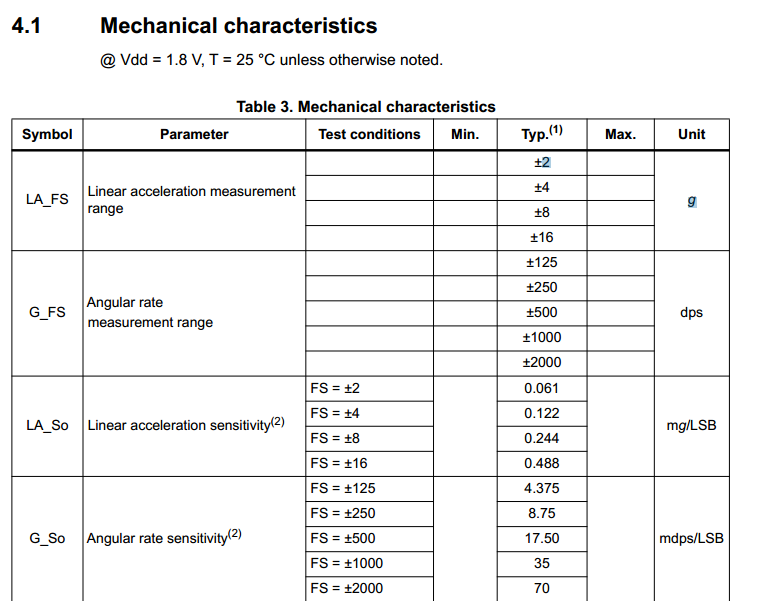 4.1 Mechanical characteristics
@ Vdd = 1.8 V, T = 25 °C unless otherwise noted.
Table 3. Mechanical characteristics
Symbol Parameter Test conditions Min. Typ.(1) Max. Unit
LA_FS Linear acceleration measurement range ±2 g
±4
±8
±16
G_FS Angular rate measurement range ±125 dps
±250
±500
±1000
±2000
LA_So Linear acceleration sensitivity(2) FS = ±2 0.061 mg/LSB
FS = ±4 0.122
FS = ±8 0.244
FS = ±16 0.488
G_So Angular rate sensitivity(2) FS = ±125 4.375 mdps/LSB
FS = ±250 8.75
FS = ±500 17.50
FS = ±1000 35
FS = ±2000 70